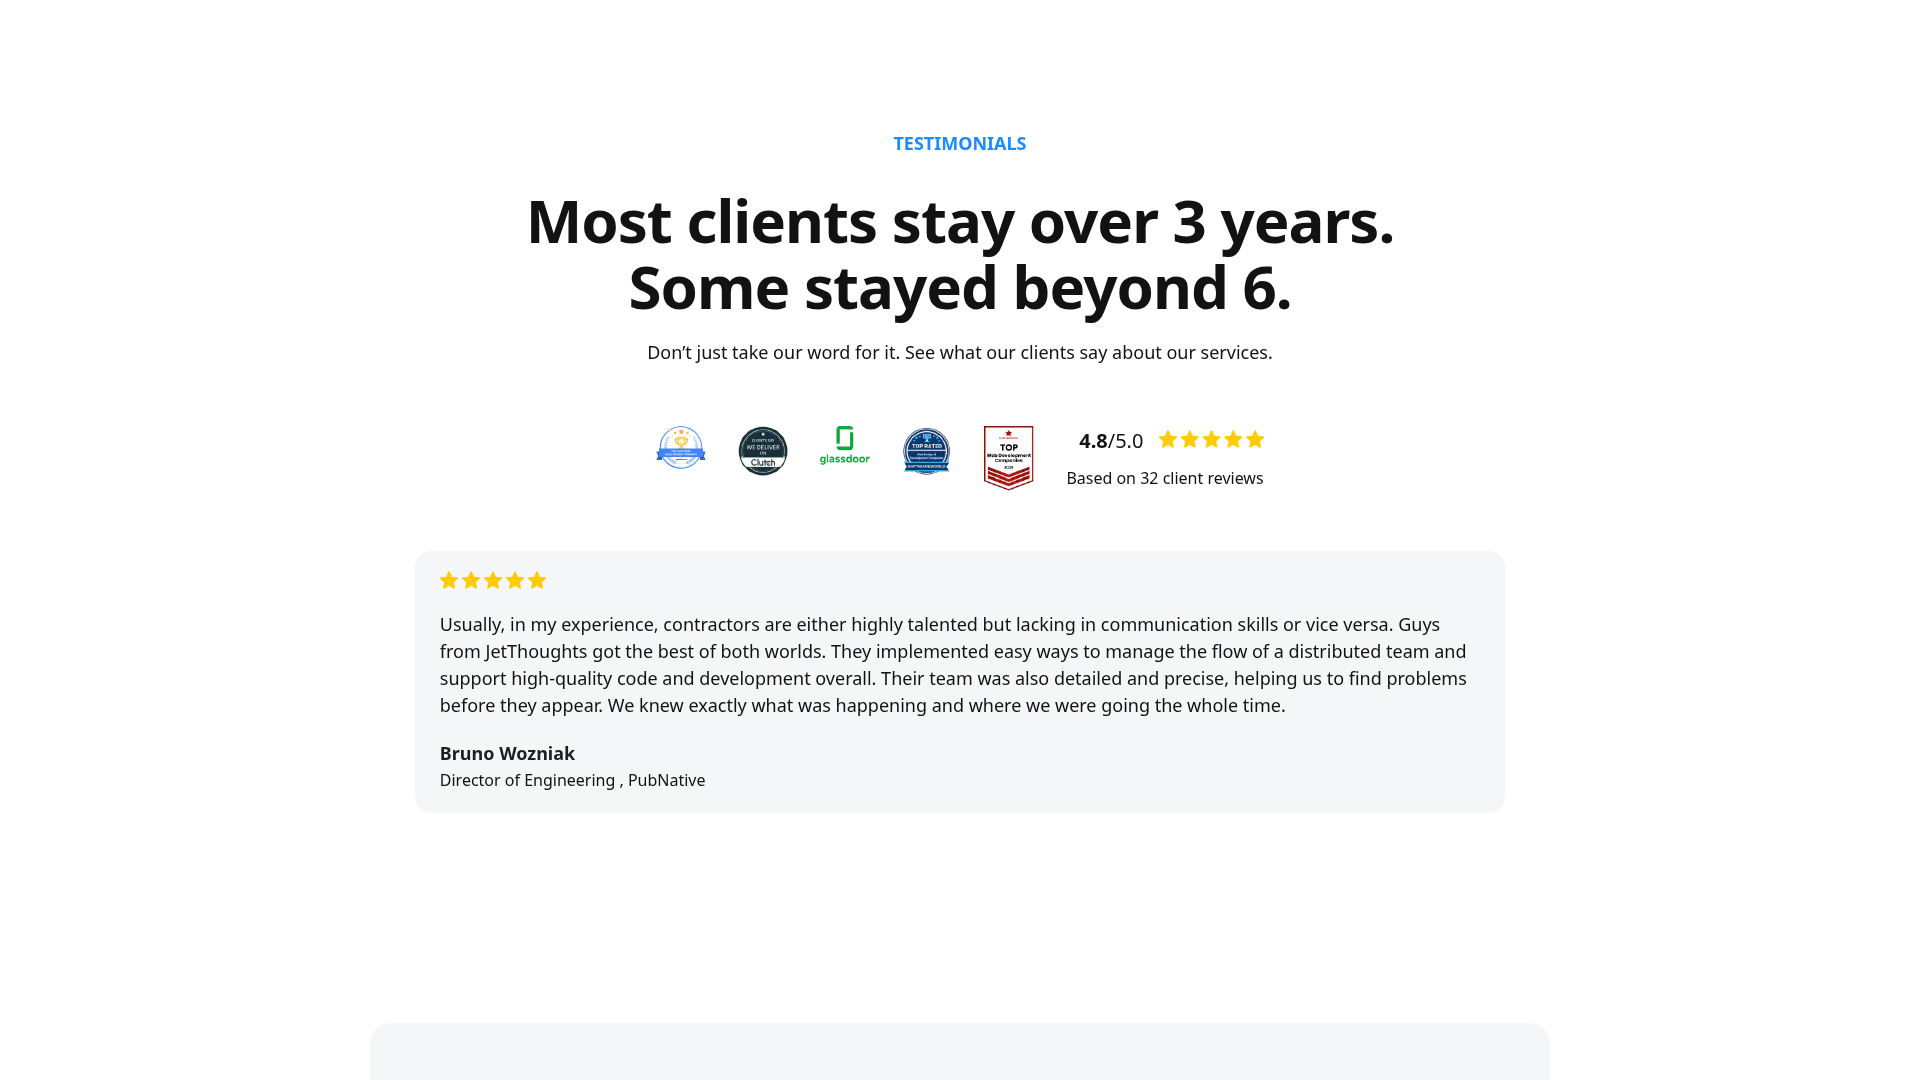 TESTIMONIALS
Most clients stay over 3 years.
Some stayed beyond 6.
Don’t just take our word for it. See what our clients say about our services.
CLIENTS SAY
WE DELIVER
ON
Clutch
glassdoor
TOP RATED
Web Design &
Development Companies
SOFTWAREWORLD
TOP
Web Development
Companies
4.8/5.0
Based on 32 client reviews
Usually, in my experience, contractors are either highly talented but lacking in communication skills or vice versa. Guys
from JetThoughts got the best of both worlds. They implemented easy ways to manage the flow of a distributed team and
support high-quality code and development overall. Their team was also detailed and precise, helping us to find problems
before they appear. We knew exactly what was happening and where we were going the whole time.
Bruno Wozniak
Director of Engineering , PubNative